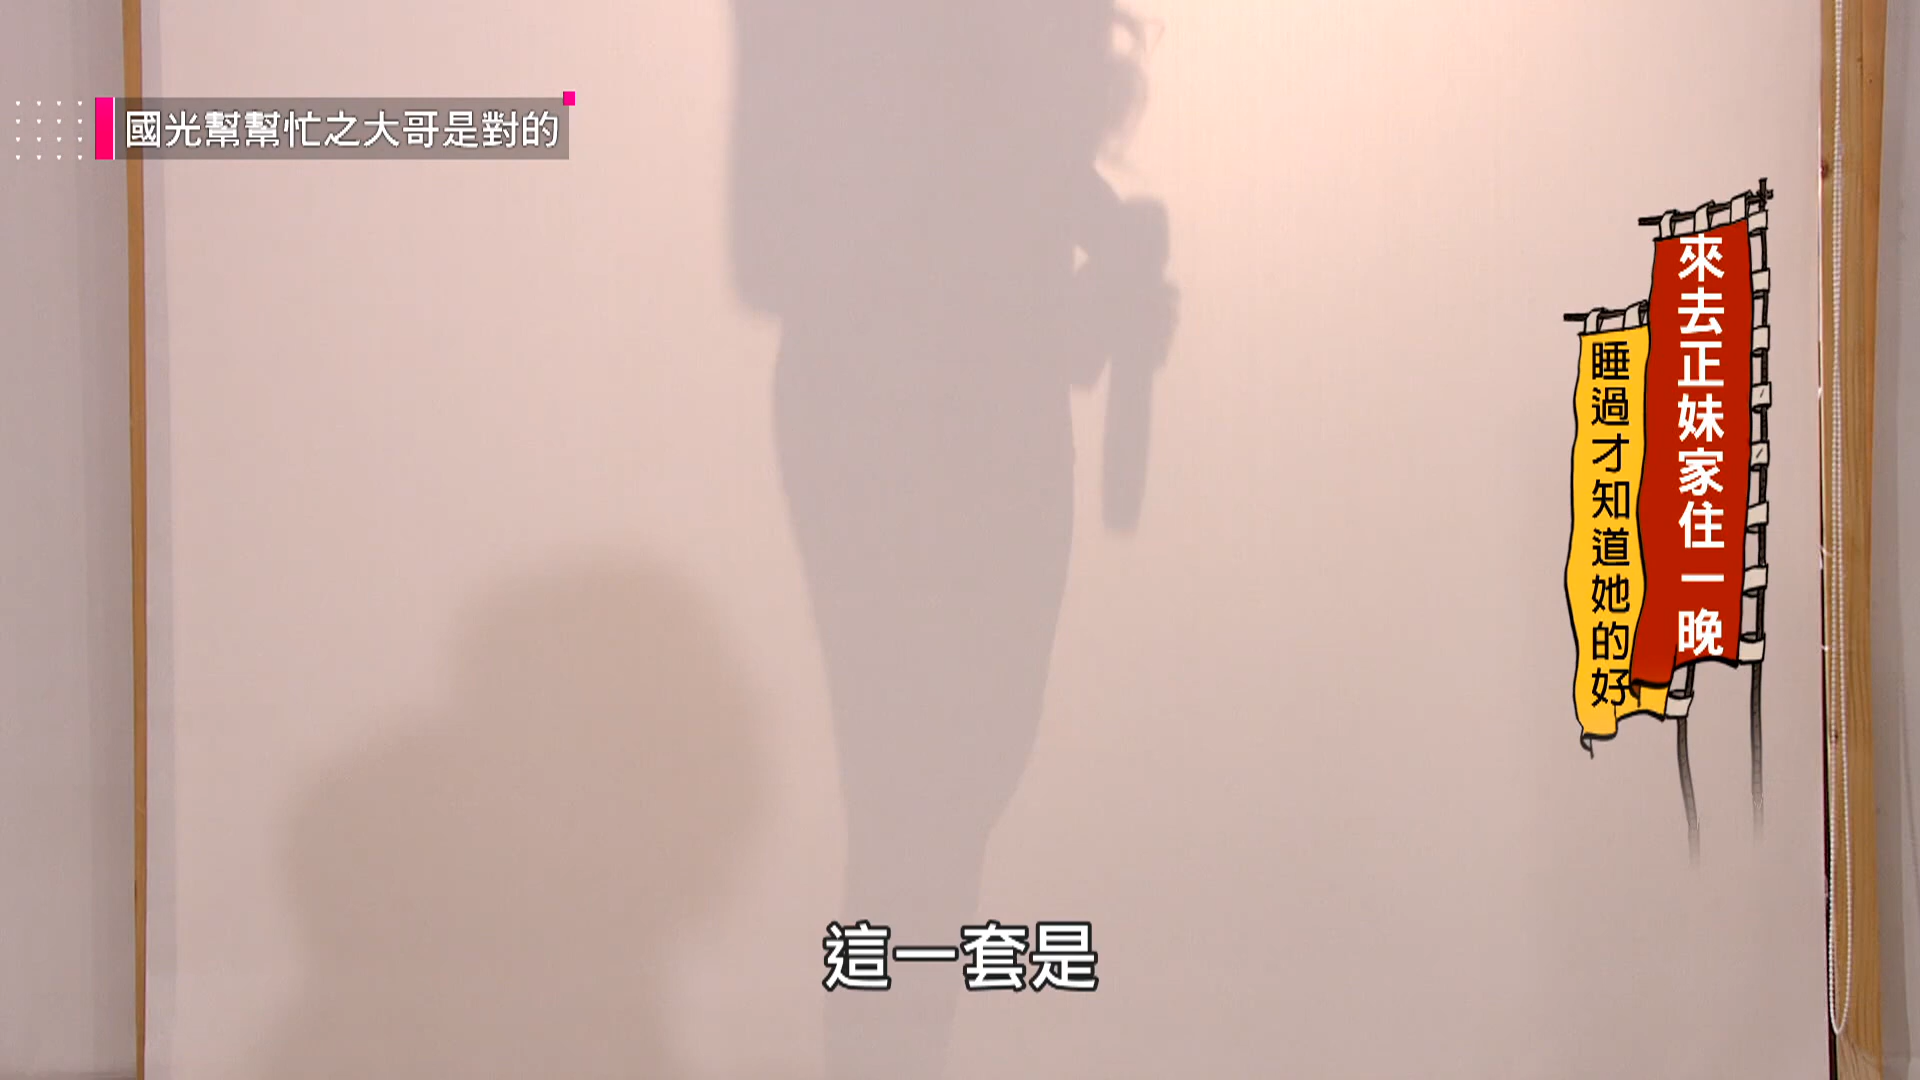 國光幫幫忙之大哥是對的
來去正妹家住一晚
睡過才知道她的好
這一套是